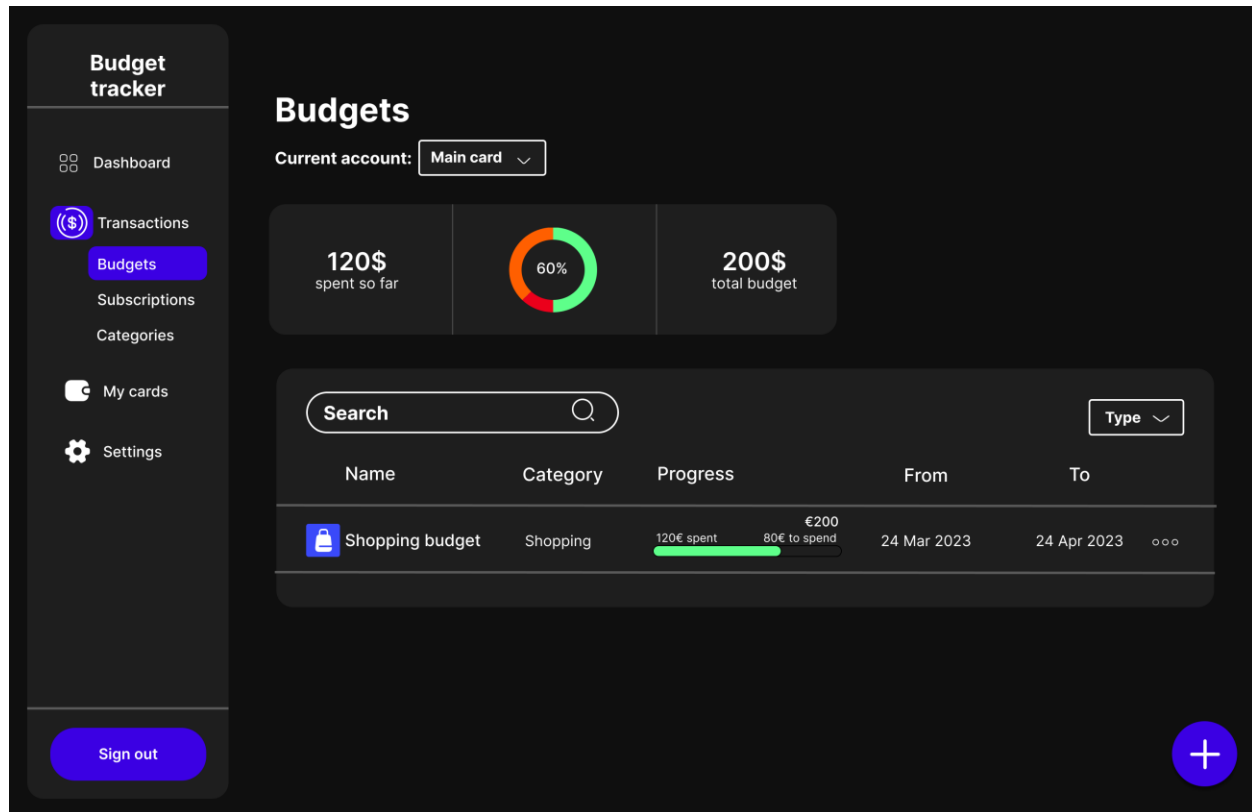 Budget
tracker
Dashboard
Transactions
Budgets
Subscriptions
Categories
My cards
Settings
Sign out
Budgets
Current account: Main card
120$
spent so far
60%
200$
total budget
Search
Type
Name Category Progress From To
€200
Shopping budget Shopping 120€ spent 80€ to spend 24 Mar 2023 24 Apr 2023